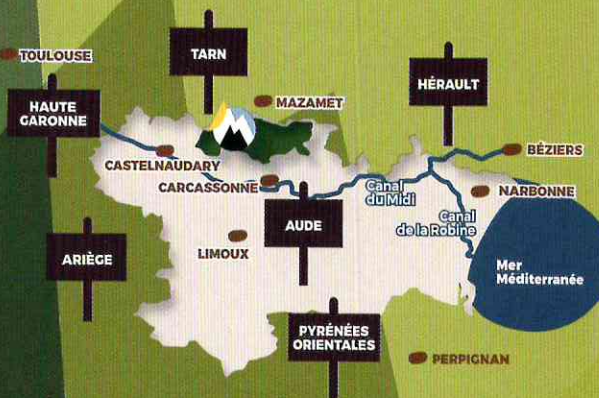 TOULOUSE
TARN
HAUTE
GARONNE
MAZAMET
HÉRAULT
CASTELNAUDARY
CARCASSONNE
BÉZIERS
Canal
du Midi
NARBONNE
AUDE
Canal
de la Robine
LIMOUX
ARIÈGE
Mer
Méditerranée
PYRÉNÉES
ORIENTALES
PERPIGNAN